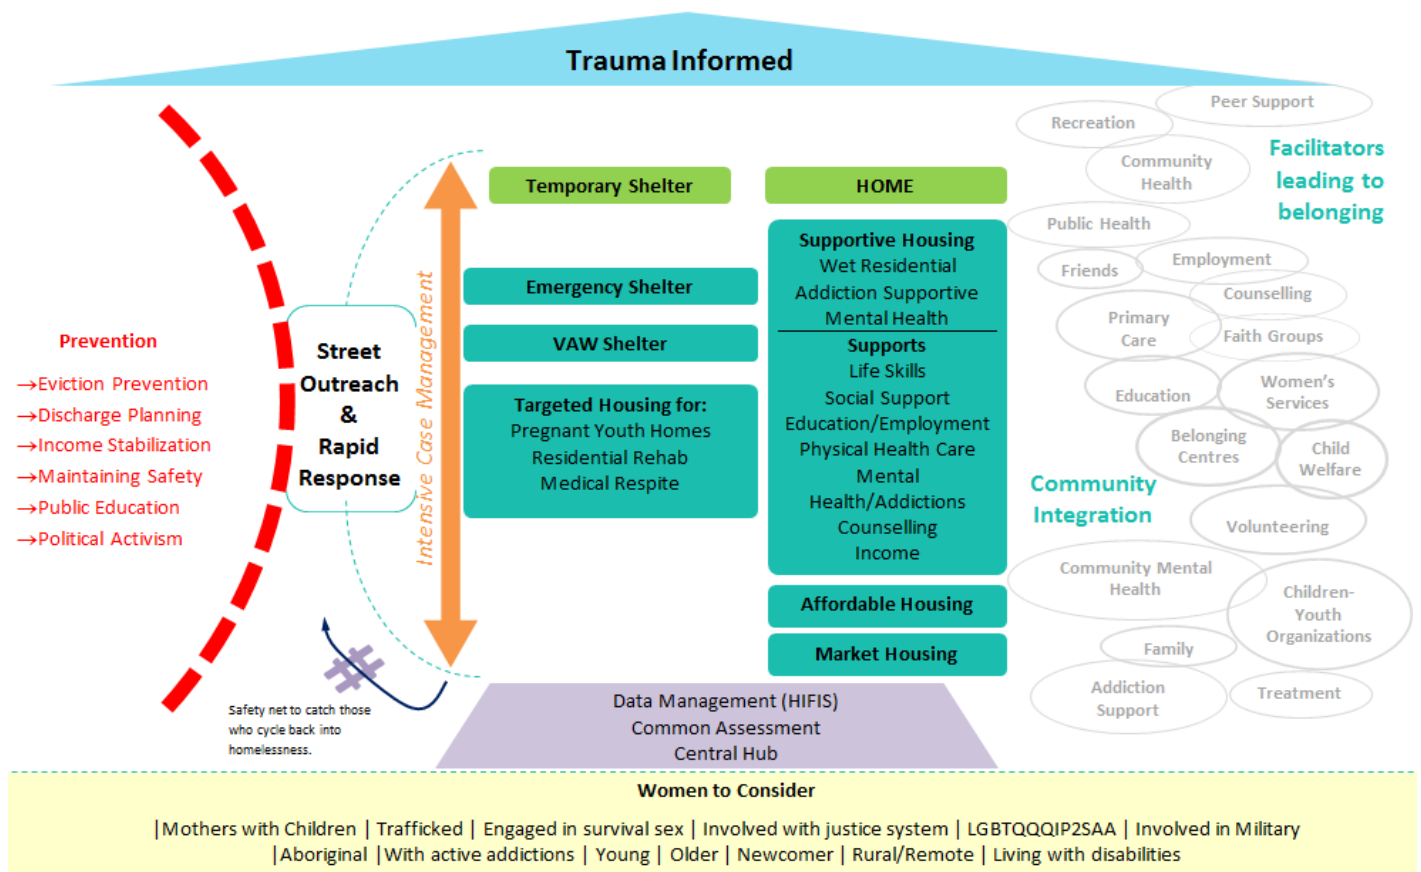 Trauma Informed
Prevention
→Eviction Prevention
→Discharge Planning
→Income Stabilization
→Maintaining Safety
→Public Education
→Political Activism
Street
Outreach
&
Rapid
Response
Intensive Case Management
Safety net to catch those
who cycle back into
homelessness.
Temporary Shelter
Emergency Shelter
VAW Shelter
Targeted Housing for:
Pregnant Youth Homes
Residential Rehab
Medical Respite
HOME
Supportive Housing
Wet Residential
Addiction Supportive
Mental Health
Supports
Life Skills
Social Support
Education/Employment
Physical Health Care
Mental
Health/Addictions
Counselling
Income
Affordable Housing
Market Housing
Data Management (HIFIS)
Common Assessment
Central Hub
Peer Support
Recreation
Facilitators
leading to
belonging
Community
Health
Public Health
Employment
Friends
Counselling
Primary
Care
Faith Groups
Women's
Services
Education
Belonging
Centres
Child
Welfare
Community
Integration
Volunteering
Community Mental
Health
Children-
Youth
Organizations
Family
Addiction
Support
Treatment
Women to Consider
|Mothers with Children | Trafficked | Engaged in survival sex | Involved with justice system | LGBTQQQIP2SAA | Involved in Military
|Aboriginal |With active addictions | Young | Older | Newcomer | Rural/Remote | Living with disabilities